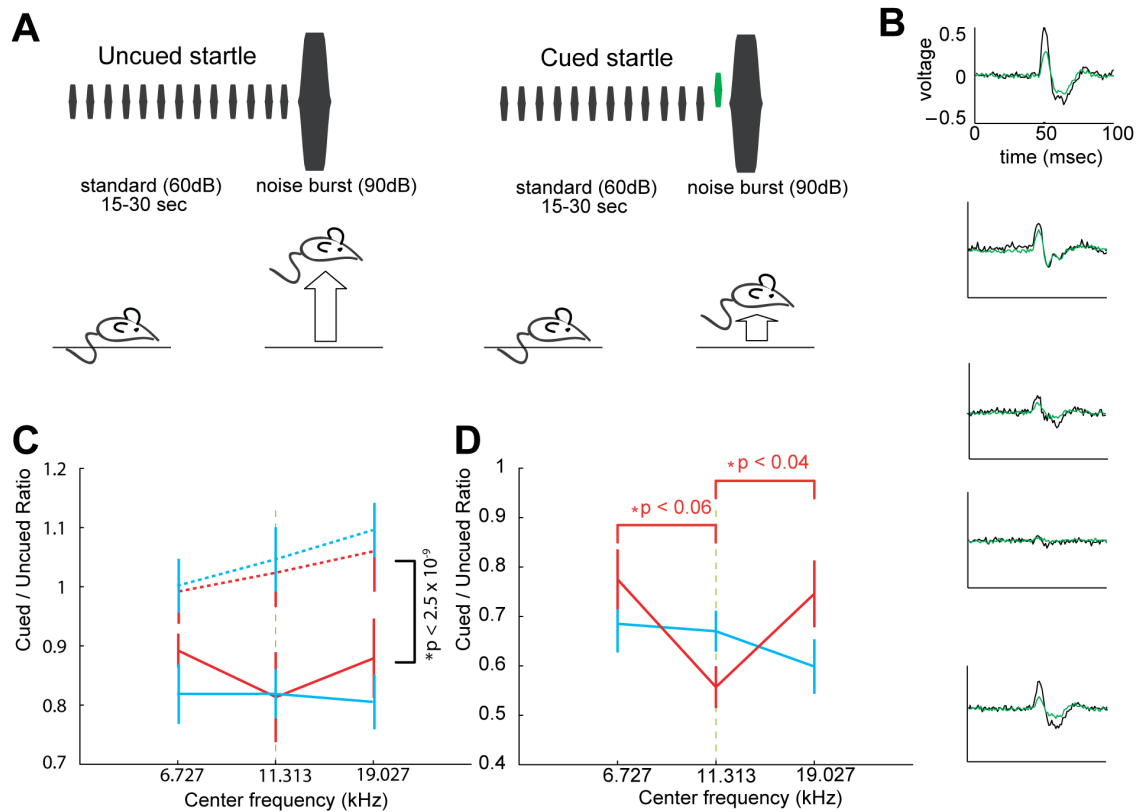 A
Uncued startle
standard (60dB)
15-30 sec
noise burst (90dB)
Cued startle
standard (60dB)
15-30 sec
noise burst (90dB)
B
voltage
0.5
0
−0.5
0
50
100
time (msec)
C
Cued / Uncued Ratio
1.2
1.1
1
0.9
0.8
0.7
*p < 2.5 x 10-9
6.727
11.313
19.027
Center frequency (kHz)
D
Cued / Uncued Ratio
1
0.9
0.8
0.7
0.6
0.5
0.4
*p < 0.06
*p < 0.04
6.727
11.313
19.027
Center frequency (kHz)